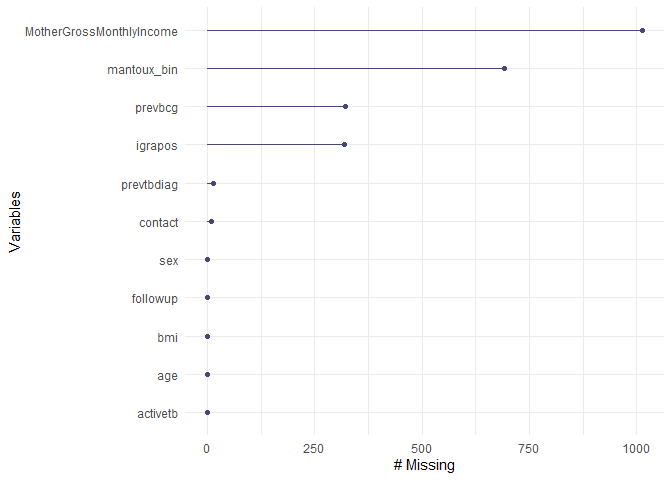 MotherGrossMonthlyIncome
mantoux_bin
prevbcg
igrapos
prevtbdiag
contact
sex
followup
bmi
age
activetb
Variables
0 250 500 750 1000
# Missing